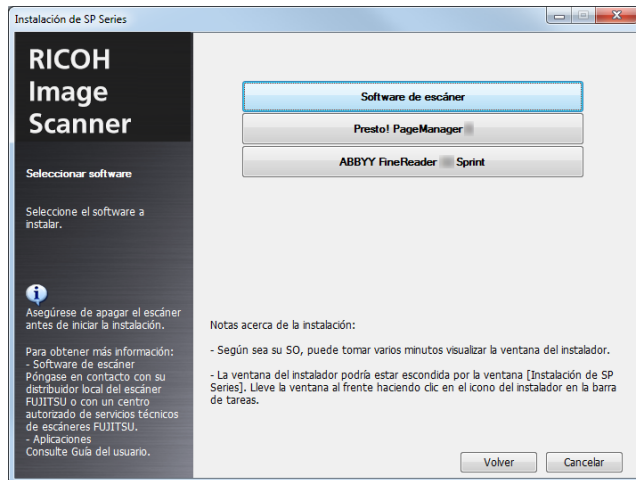 Instalación de SP Series
RICOH
Image
Scanner
Seleccionar software
Seleccione el software a
instalar.
Asegúrese de apagar el escáner
antes de iniciar la instalación.
Para obtener más información:
- Software de escáner
Póngase en contacto con su
distribuidor local del escáner
FUJITSU o con un centro
autorizado de servicios técnicos
de escáneres FUJITSU.
- Aplicaciones
Consulte Guía del usuario.
Software de escáner
Presto! PageManager
ABBYY FineReader Sprint
Notas acerca de la instalación:
- Según sea su SO, puede tomar varios minutos visualizar la ventana del instalador.
- La ventana del instalador podría estar escondida por la ventana [Instalación de SP
Series]. Lleve la ventana al frente haciendo clic en el icono del instalador en la barra
de tareas.
Volver
Cancelar